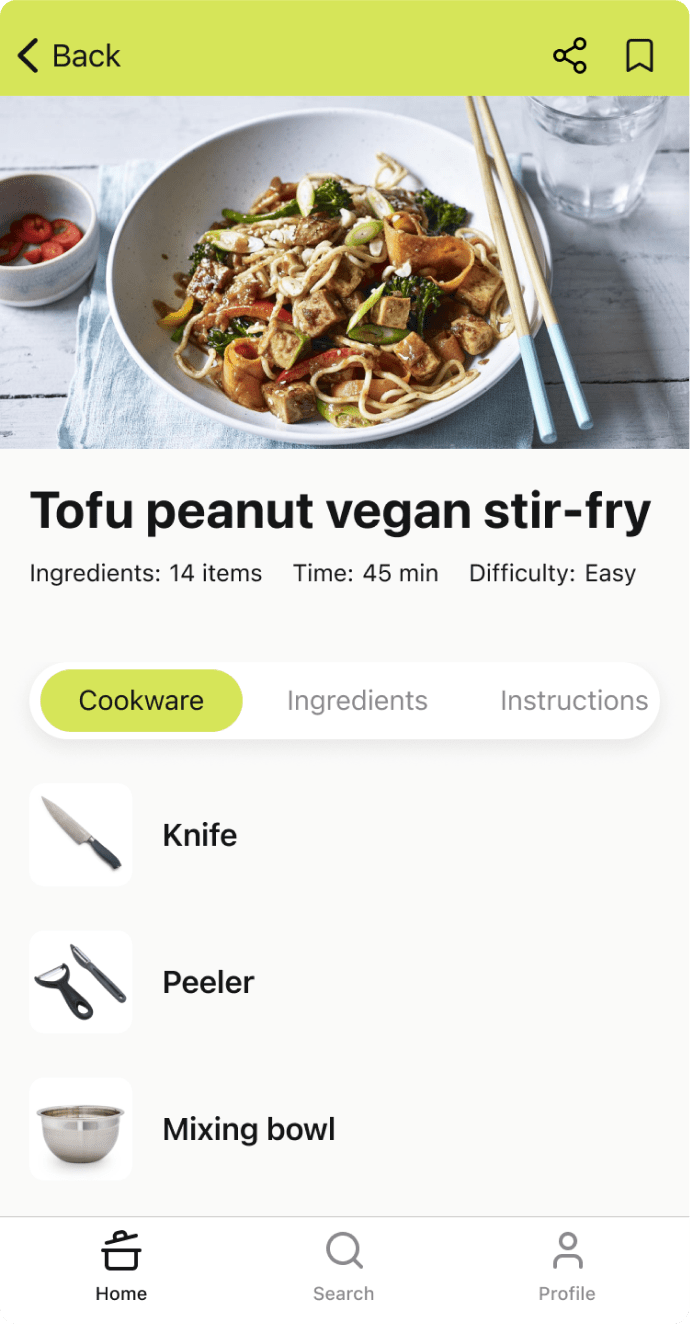 Back
Tofu peanut vegan stir-fry
Ingredients: 14 items Time: 45 min Difficulty: Easy
Cookware Ingredients Instructions
Knife
Peeler
Mixing bowl
Home Search Profile